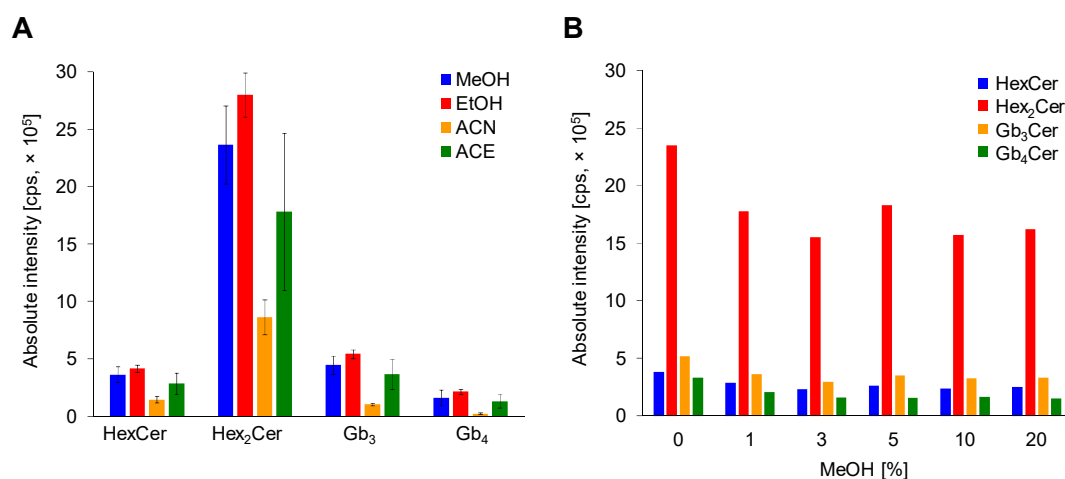 A
Absolute intensity [cps, × 10⁵]
30
25
20
15
10
5
0
MeOH
EtOH
ACN
ACE
HexCer
Hex₂Cer
Gb₃
Gb₄
B
Absolute intensity [cps, × 10⁵]
30
25
20
15
10
5
0
HexCer
Hex₂Cer
Gb₃Cer
Gb₄Cer
0 1 3 5 10 20
MeOH [%]